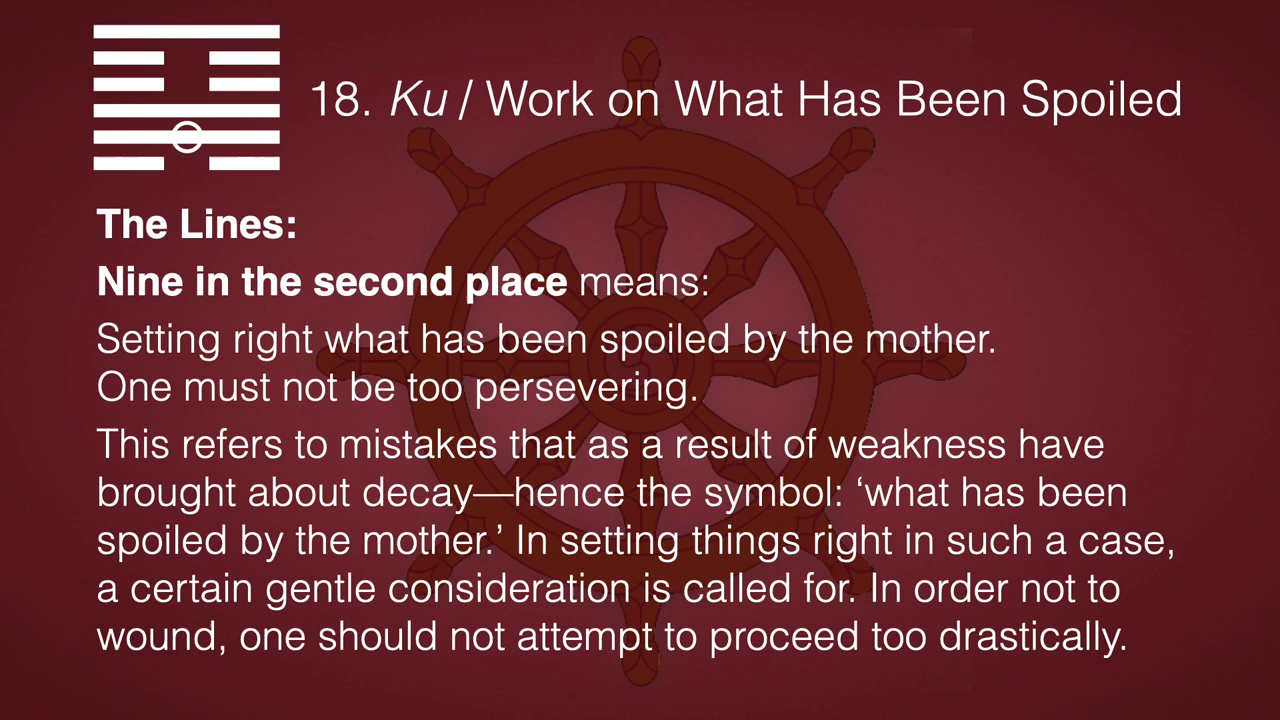 18. Ku / Work on What Has Been Spoiled
The Lines:
Nine in the second place means:
Setting right what has been spoiled by the mother.
One must not be too persevering.
This refers to mistakes that as a result of weakness have
brought about decay—hence the symbol: ‘what has been
spoiled by the mother.’ In setting things right in such a case,
a certain gentle consideration is called for. In order not to
wound, one should not attempt to proceed too drastically.